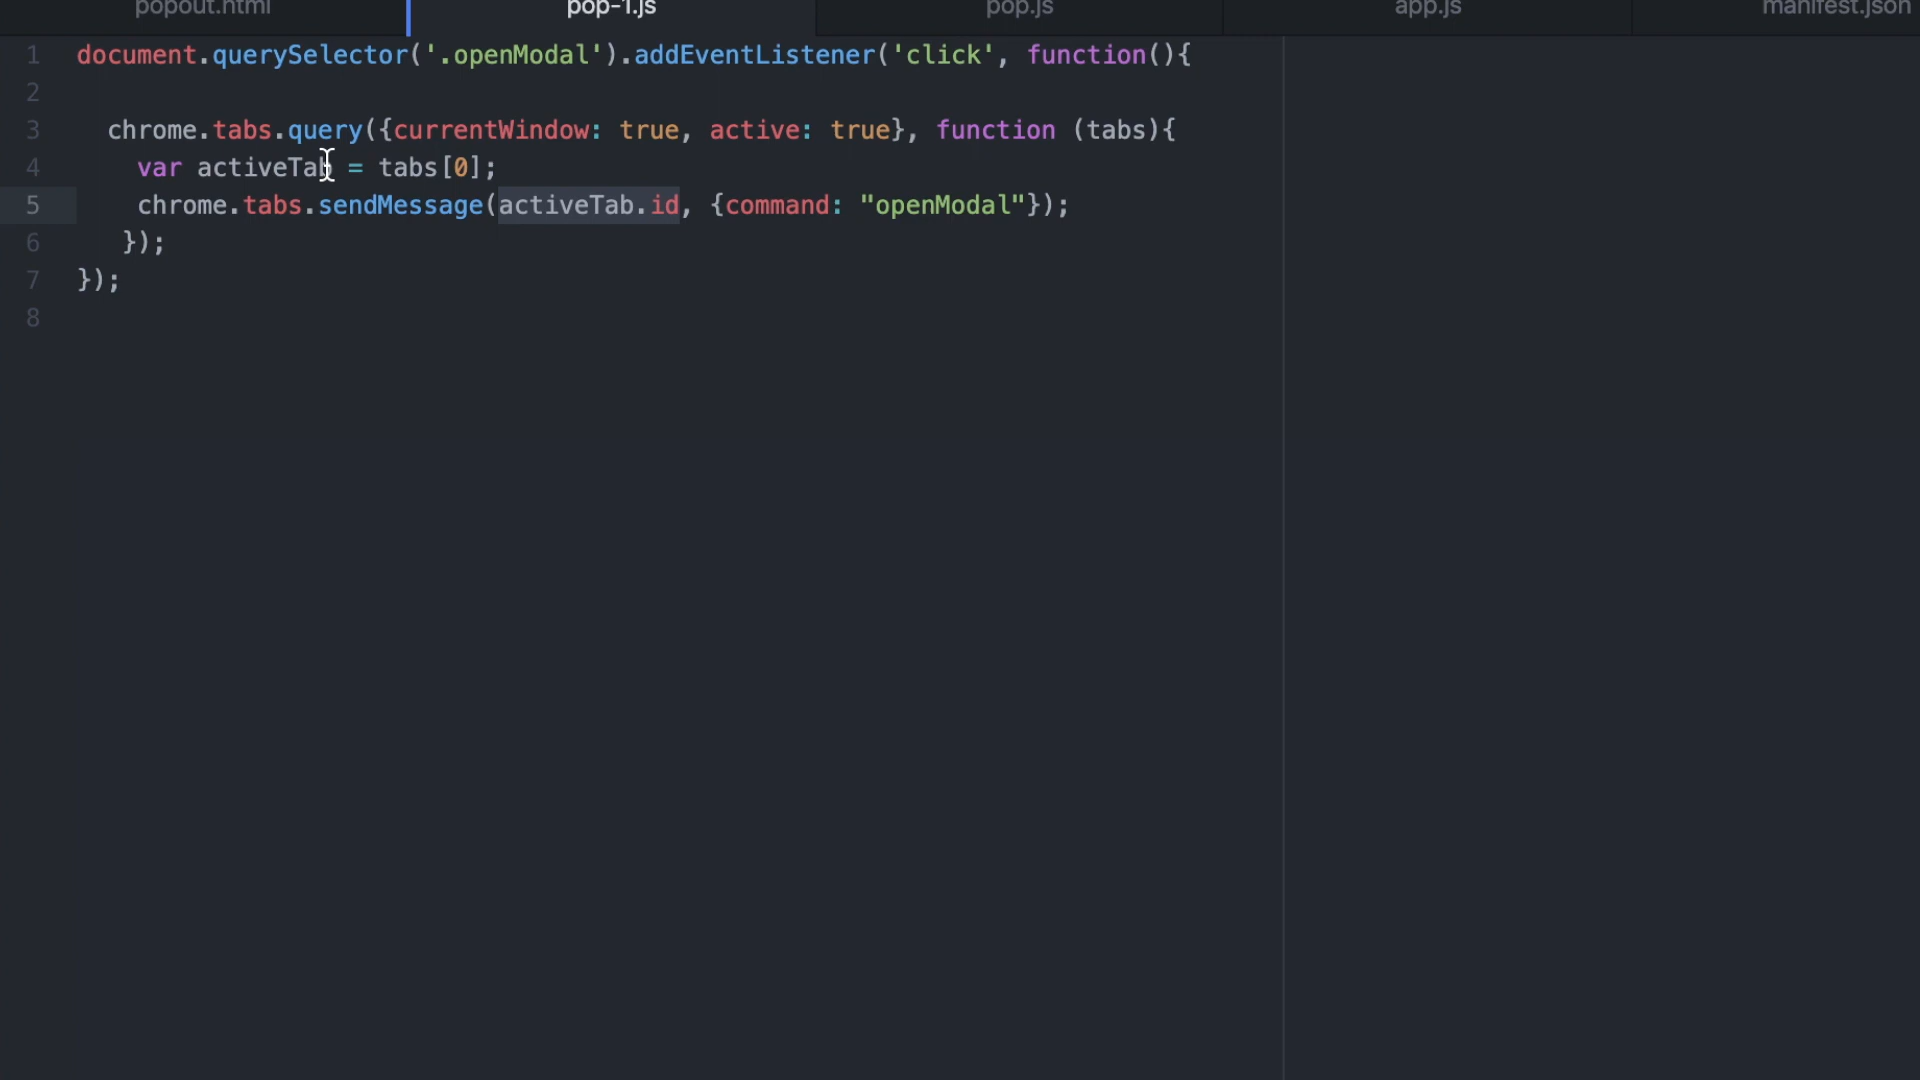 popout.html pop-1.js pop.js app.js manifest.json
1 document.querySelector('.openModal').addEventListener('click', function(){
2
3 chrome.tabs.query({currentWindow: true, active: true}, function (tabs){
4 var activeTab = tabs[0];
5 chrome.tabs.sendMessage(activeTab.id, {command: "openModal"});
6 });
7 });
8